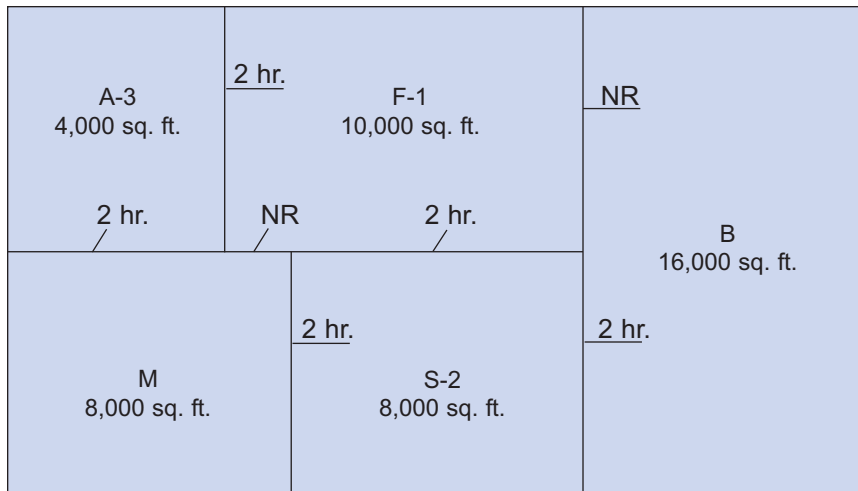 2 hr.
A-3
4,000 sq. ft.
F-1
10,000 sq. ft.
NR
2 hr.
NR
2 hr.
B
16,000 sq. ft.
2 hr.
2 hr.
M
8,000 sq. ft.
S-2
8,000 sq. ft.